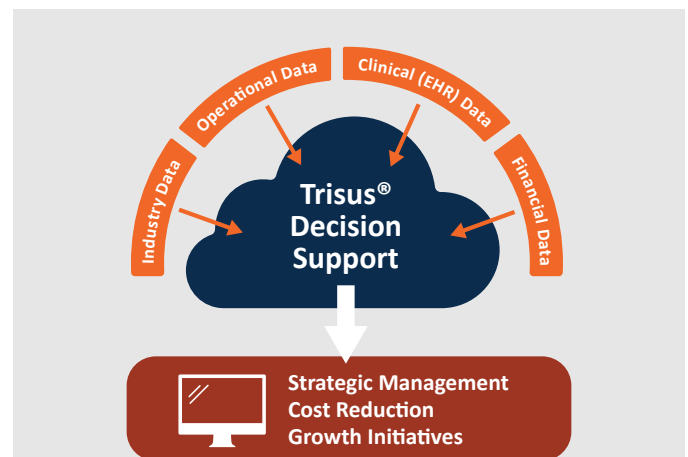 Industry Data
Operational Data
Clinical (EHR) Data
Financial Data
Trisus®
Decision
Support
Strategic Management
Cost Reduction
Growth Initiatives